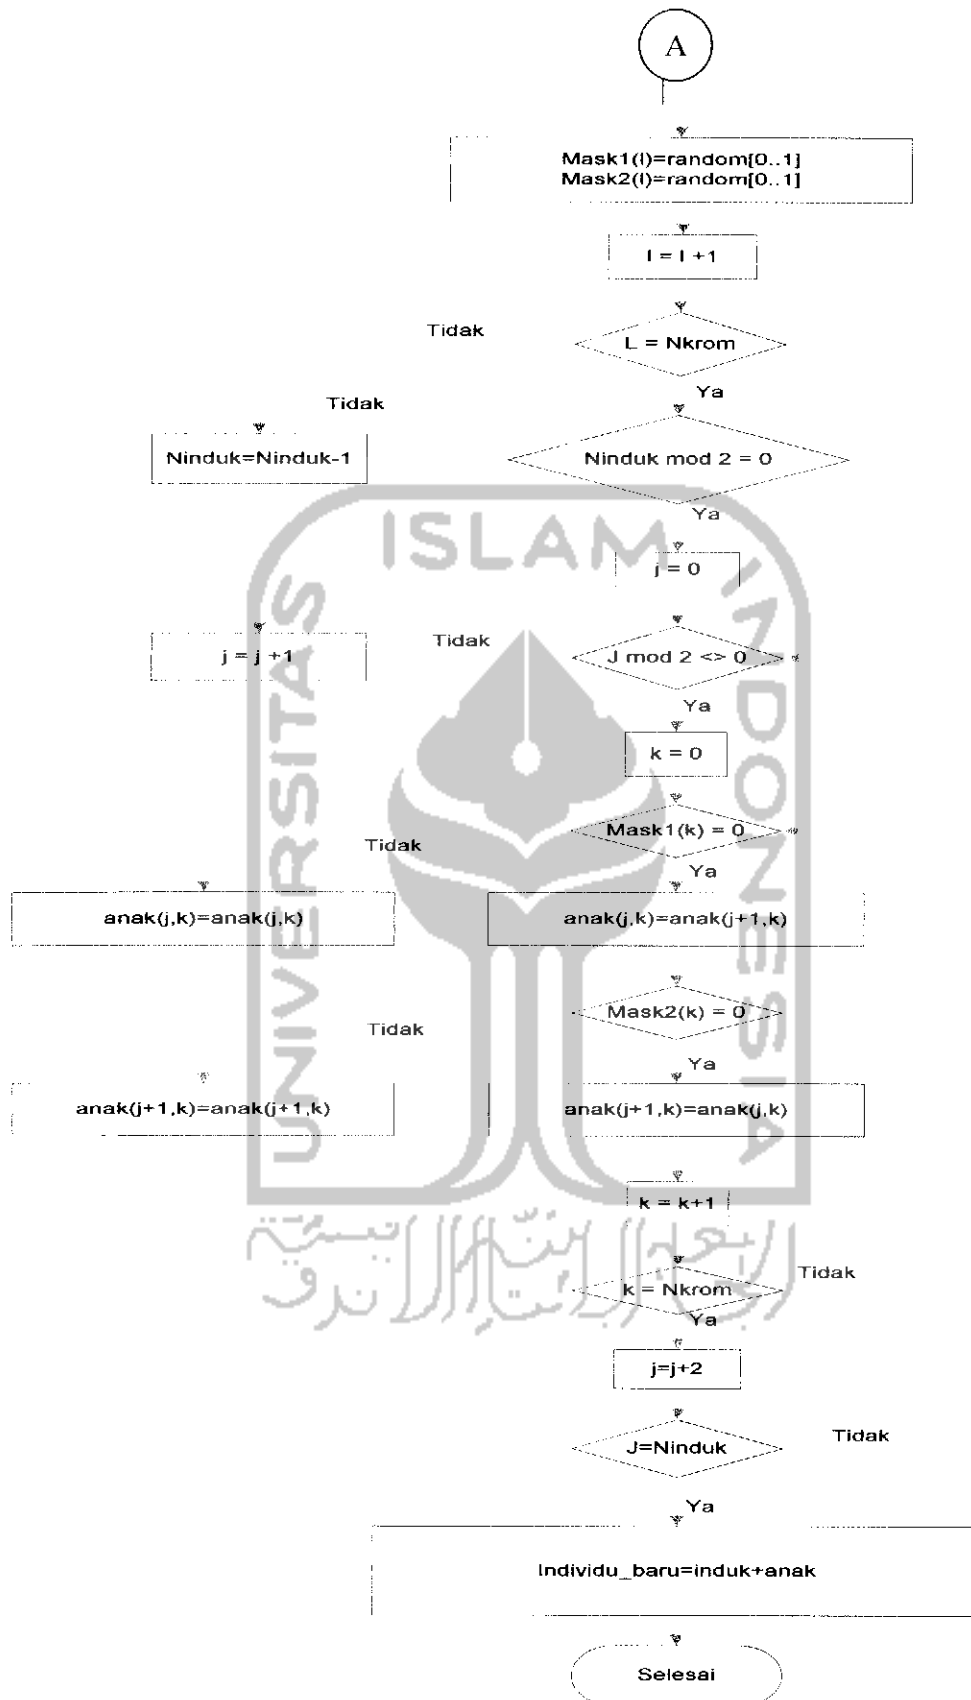 A
Mask1(l)=random[0..1]
Mask2(l)=random[0..1]
l = l +1
Tidak
L = Nkrom
Ya
Tidak
Ninduk=Ninduk-1
Ninduk mod 2 = 0
Ya
ISLAM
j = 0
UNIVERSITAS
INDONESIA
j = j +1
Tidak
J mod 2 <> 0
Ya
k = 0
Mask1(k) = 0
Tidak
Ya
anak(j,k)=anak(j,k)
anak(j,k)=anak(j+1,k)
Mask2(k) = 0
Tidak
Ya
anak(j+1,k)=anak(j+1,k)
anak(j+1,k)=anak(j,k)
k = k+1
k = Nkrom
Tidak
Ya
j=j+2
J=Ninduk
Tidak
Ya
Individu_baru=induk+anak
Selesai